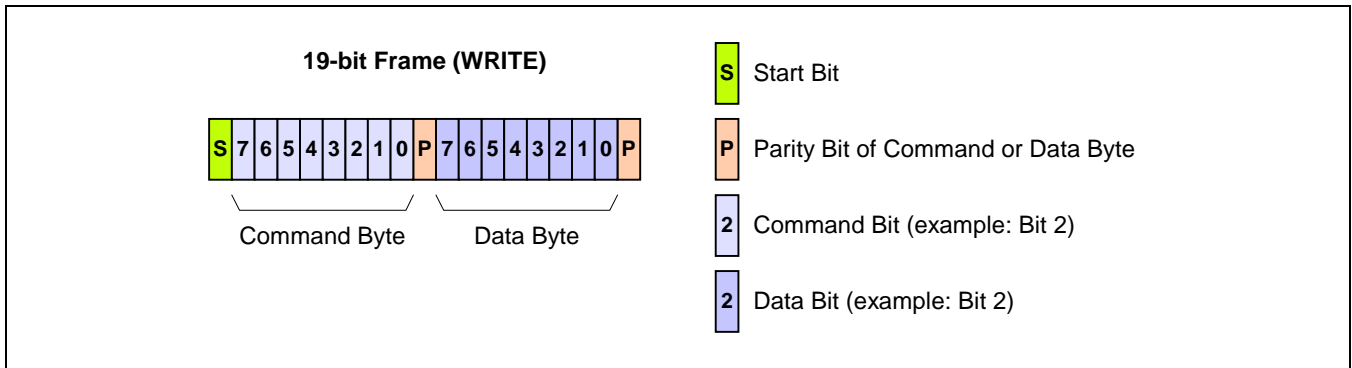 19-bit Frame (WRITE)
S 7 6 5 4 3 2 1 0 P 7 6 5 4 3 2 1 0 P
Command Byte Data Byte
S Start Bit
P Parity Bit of Command or Data Byte
2 Command Bit (example: Bit 2)
2 Data Bit (example: Bit 2)